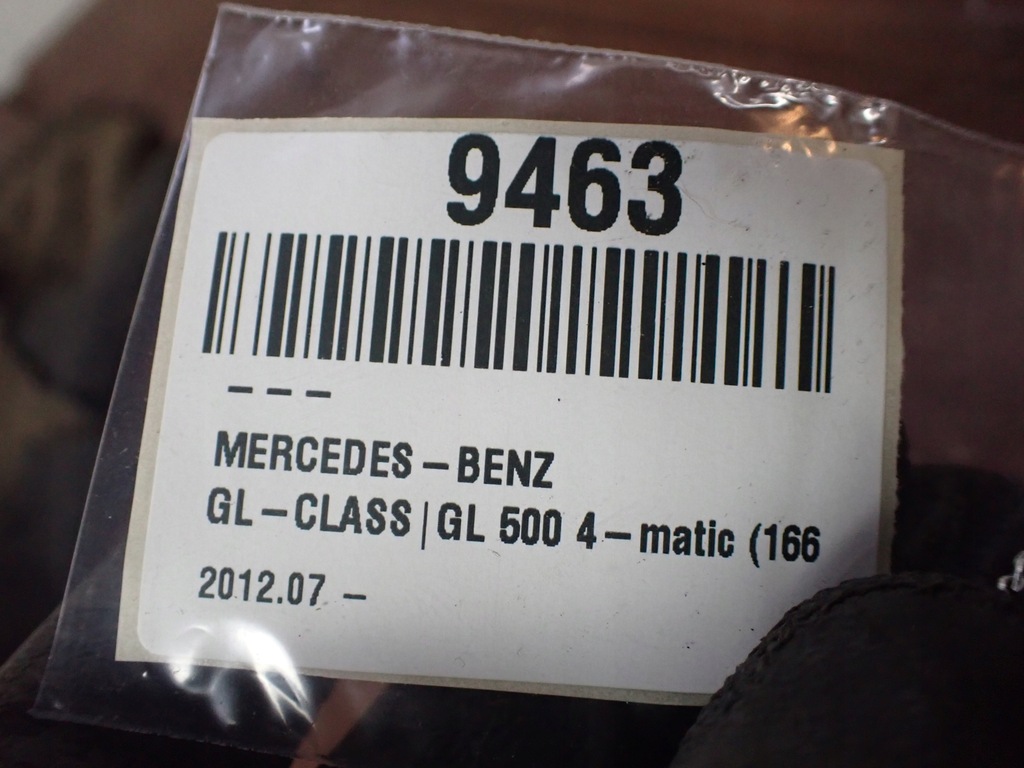 9463
– – –
MERCEDES – BENZ
GL – CLASS | GL 500 4 – matic (166
2012.07 –